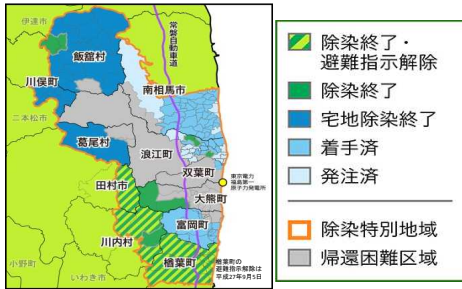 伊達市
常磐自動車道
飯舘村
川俣町
南相馬市
二本松市
葛尾村
浪江町
双葉町
東京電力
福島第一
原子力発電所
田村市
大熊町
富岡町
川内村
楢葉町
楢葉町の
避難指示解除は
平成27年9月5日
小野町
いわき市
除染終了・
避難指示解除
除染終了
宅地除染終了
着手済
発注済
除染特別地域
帰還困難区域